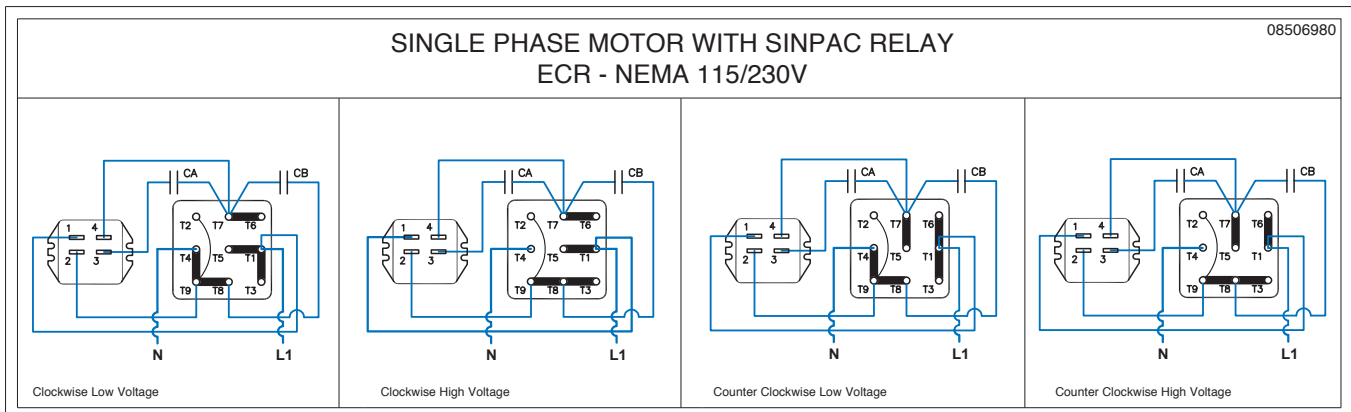 08506980
SINGLE PHASE MOTOR WITH SINPAC RELAY
ECR - NEMA 115/230V
CA CB
1 4
2 3
T2 T7 T6
T4 T5 T1
T9 T8 T3
N L1
Clockwise Low Voltage
CA CB
1 4
2 3
T2 T7 T6
T4 T5 T1
T9 T8 T3
N L1
Clockwise High Voltage
CA CB
1 4
2 3
T2 T7 T6
T4 T5 T1
T9 T8 T3
N L1
Counter Clockwise Low Voltage
CA CB
1 4
2 3
T2 T7 T6
T4 T5 T1
T9 T8 T3
N L1
Counter Clockwise High Voltage